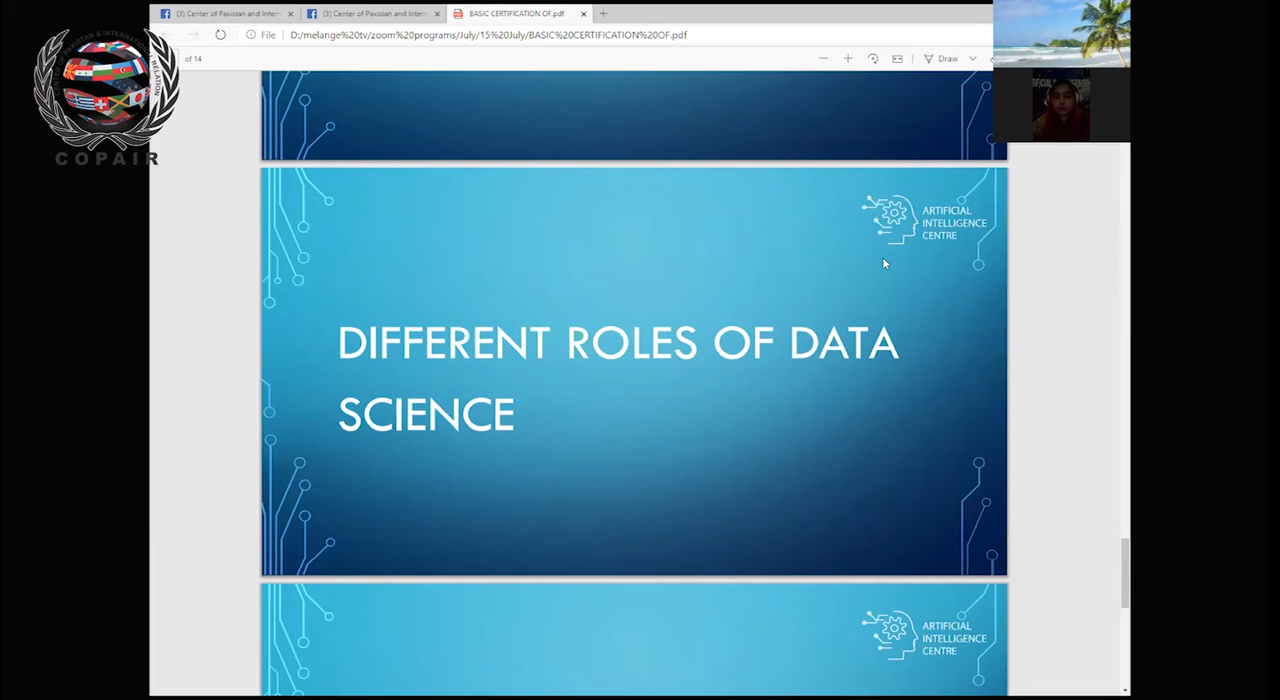 (3) Center of Pakistan and Intern
(3) Center of Pakistan and Intern
BASIC CERTIFICATION OF.pdf
File
D:/melange%20tv/zoom%20programs/July/15%20July/BASIC%20CERTIFICATION%20OF.pdf
of 14
Draw
COPAIR
ARTIFICIAL
INTELLIGENCE
CENTRE
DIFFERENT ROLES OF DATA
SCIENCE
ARTIFICIAL
INTELLIGENCE
CENTRE